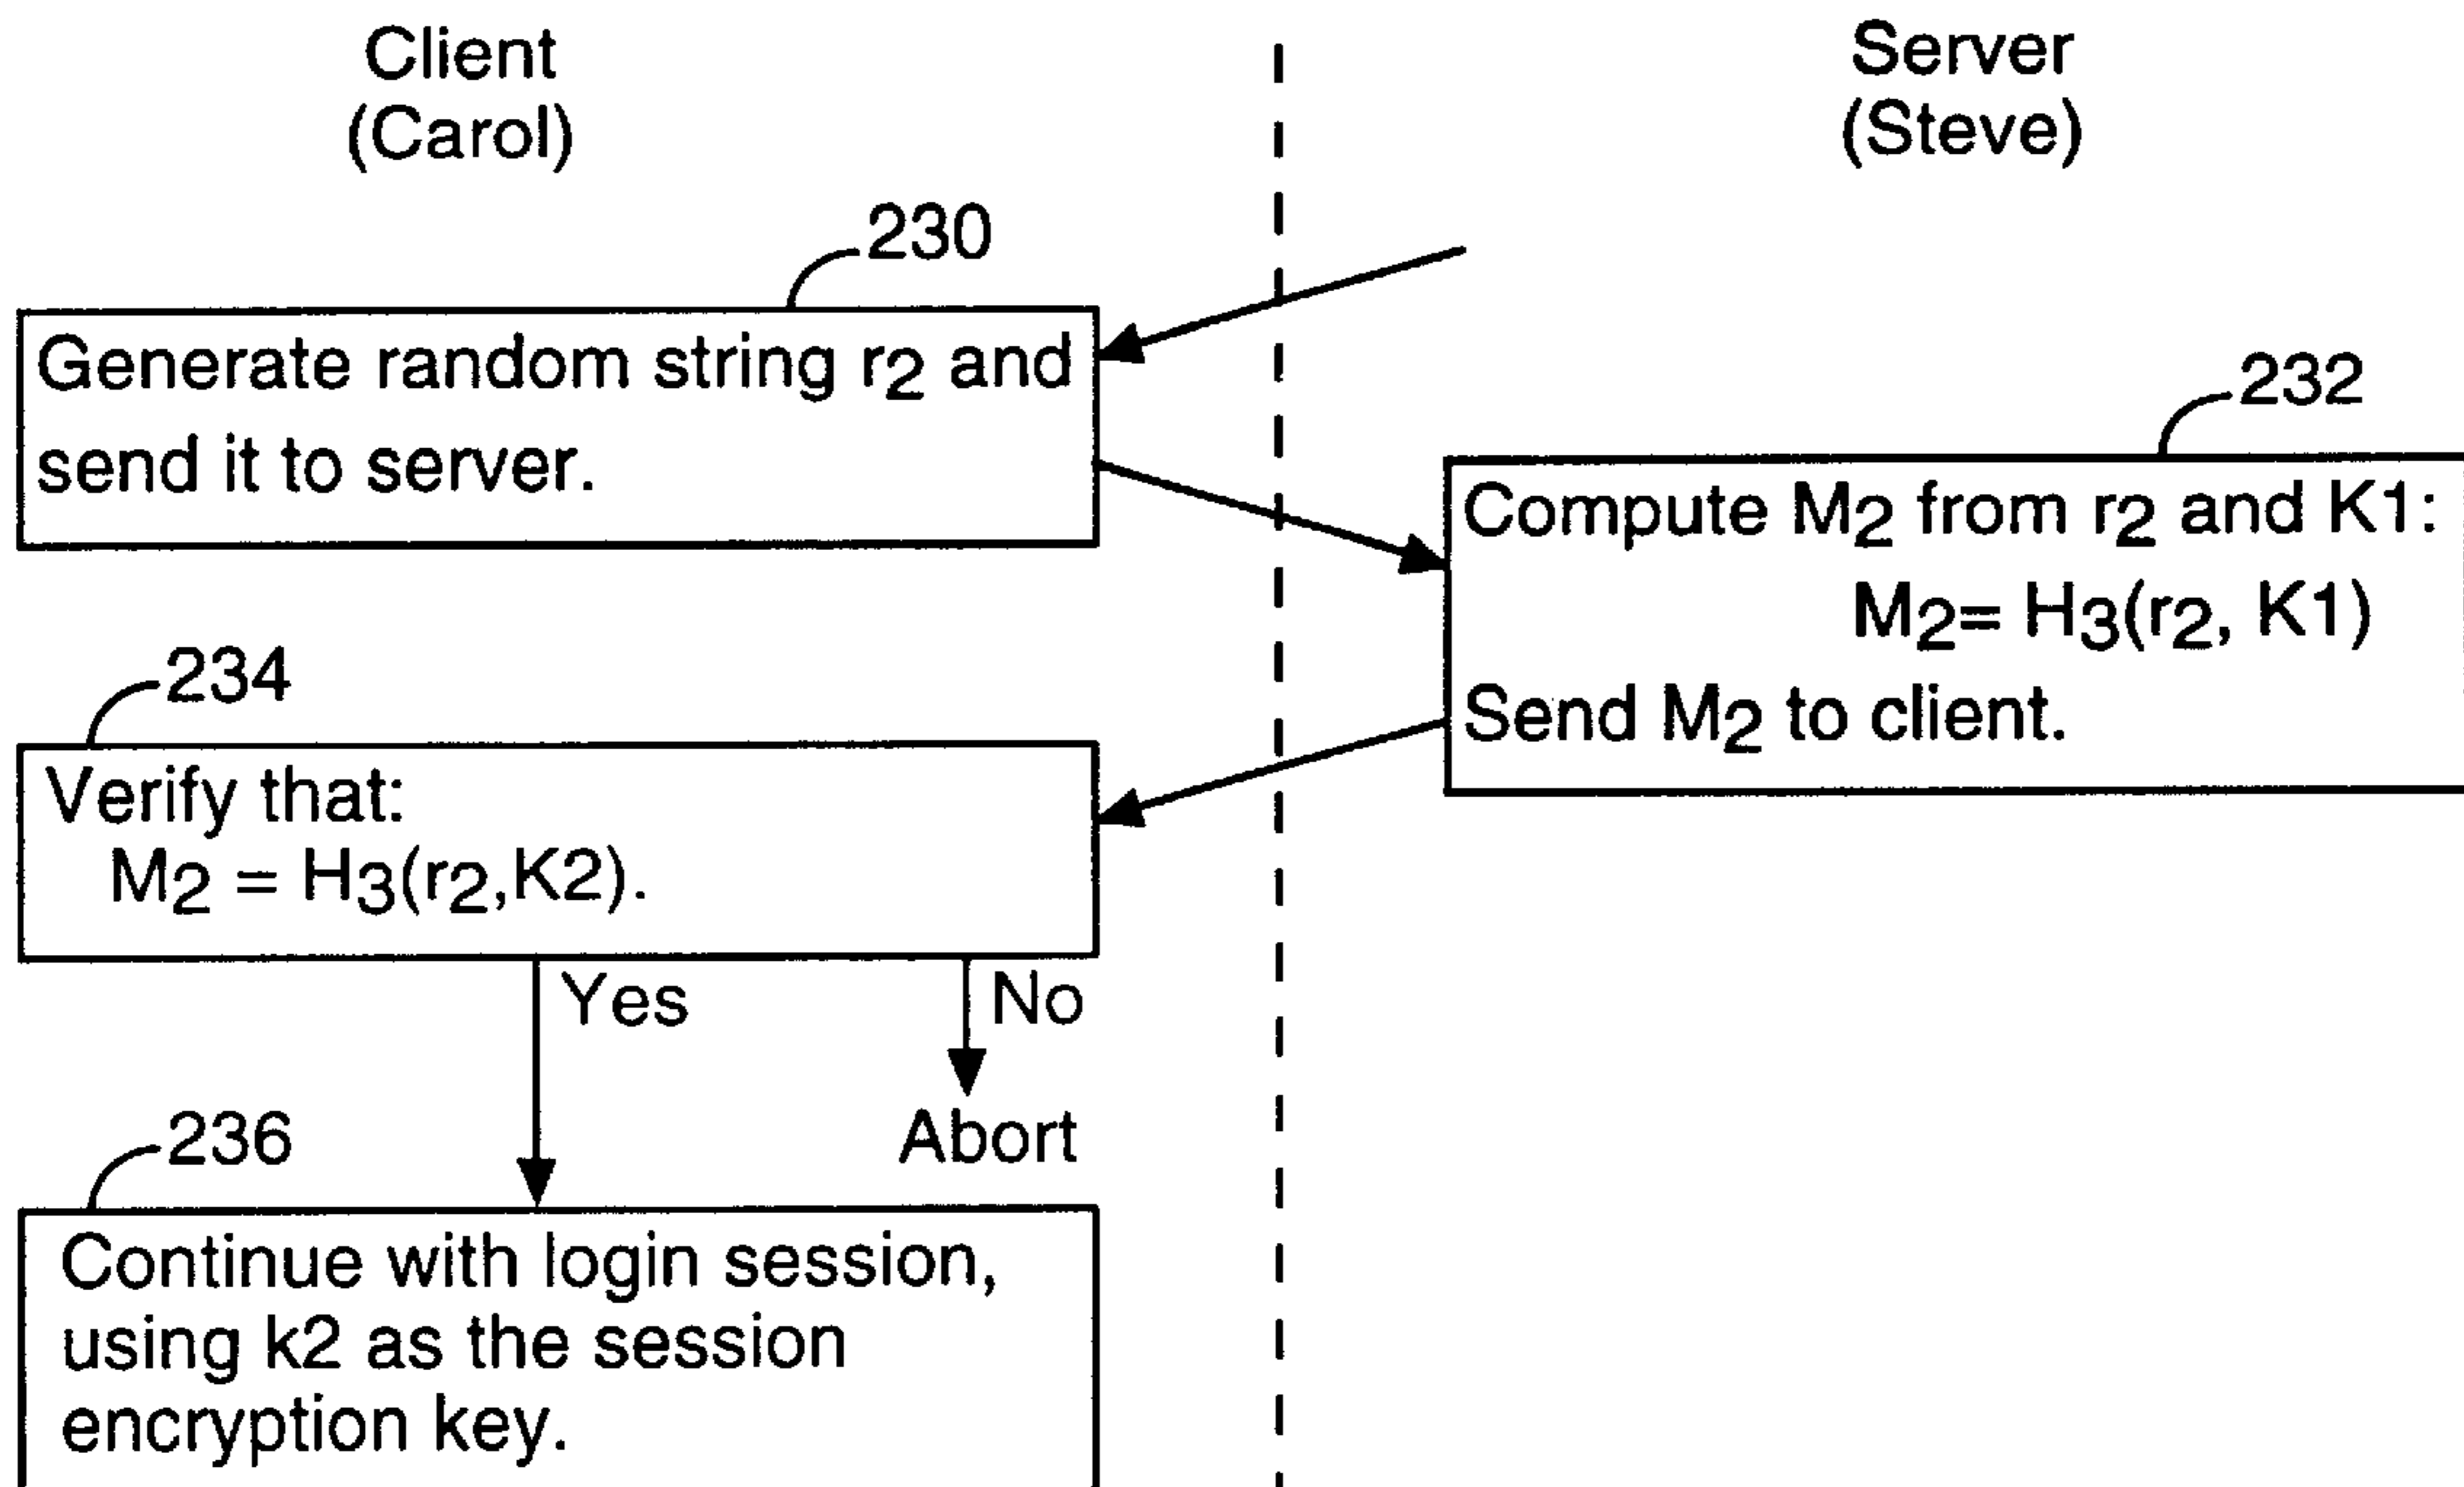 Client
(Carol)
Server
(Steve)
230
Generate random string r2 and
send it to server.
232
Compute M2 from r2 and K1:
M2= H3(r2, K1)
Send M2 to client.
234
Verify that:
M2 = H3(r2,K2).
Yes
No
Abort
236
Continue with login session,
using k2 as the session
encryption key.